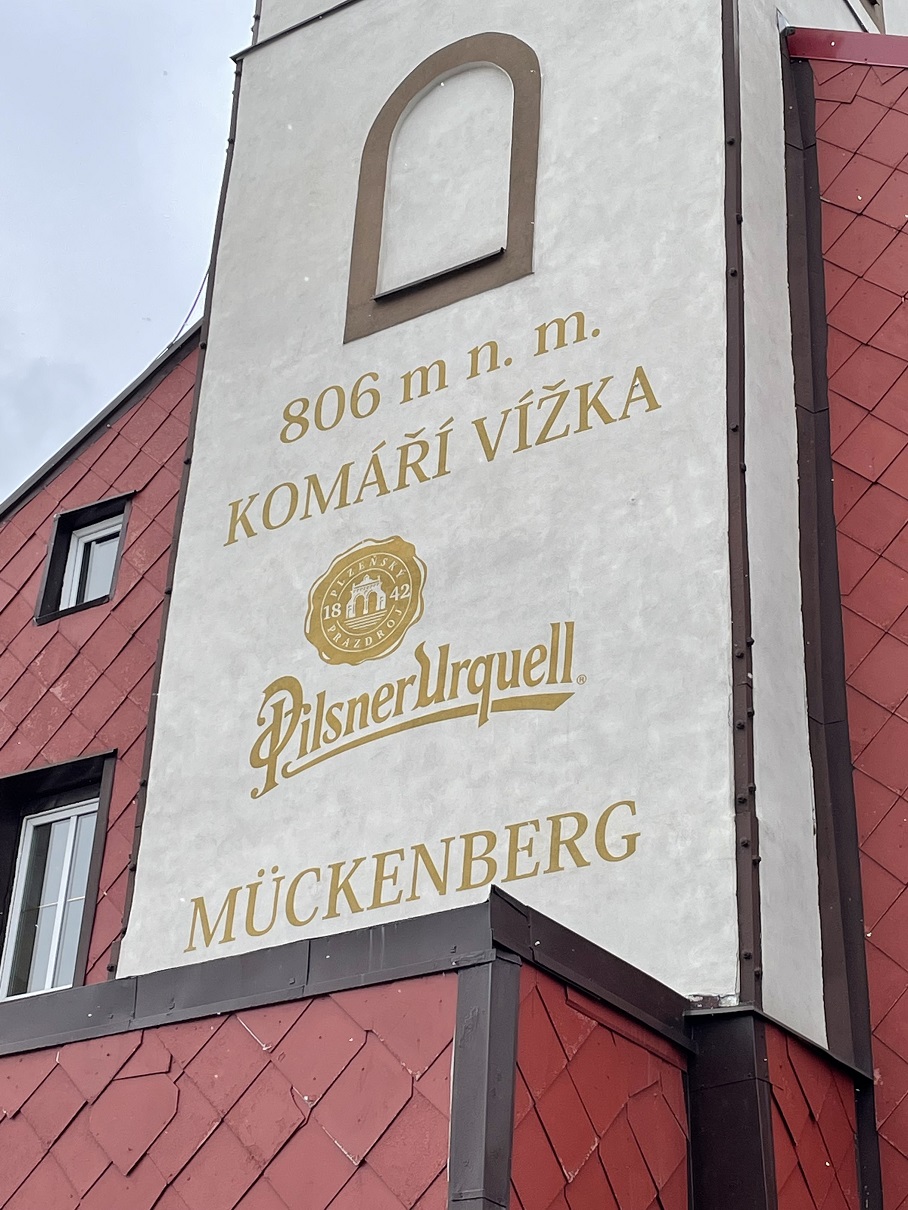 806 m n. m.
KOMÁŘÍ VÍŽKA
PLZEŇSKÝ
18 42
PRAZDROJ
Pilsner Urquell ®
MÜCKENBERG